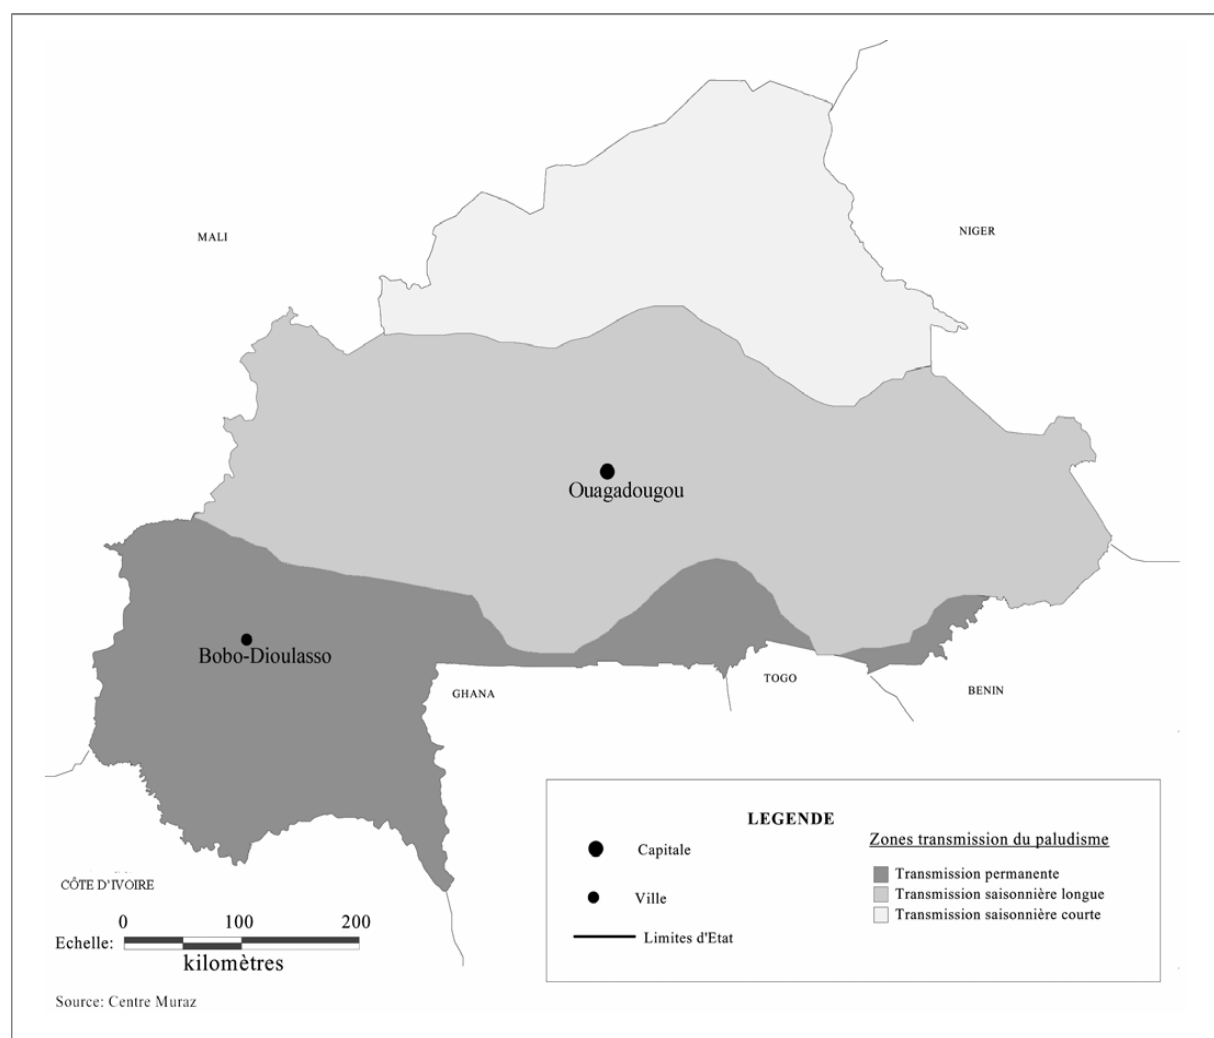 MALI
NIGER
Ouagadougou
Bobo-Dioulasso
GHANA
TOGO
BENIN
CÔTE D'IVOIRE
LEGENDE
Capitale
Ville
Limites d'Etat
Zones transmission du paludisme
Transmission permanente
Transmission saisonnière longue
Transmission saisonnière courte
0 100 200
Echelle:
kilomètres
Source: Centre Muraz